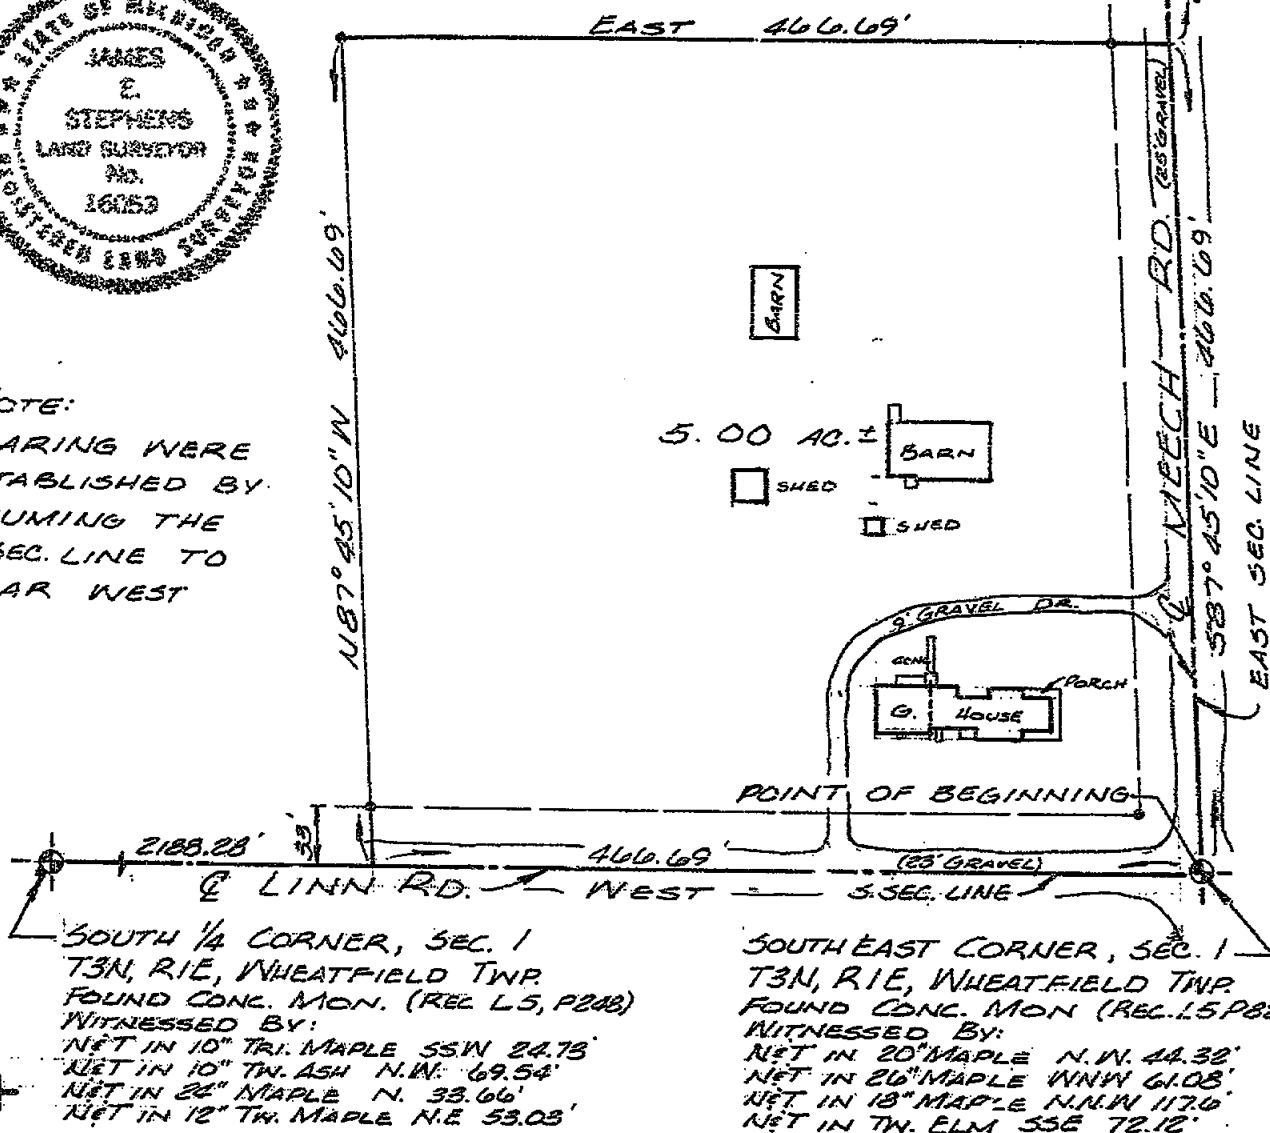 EAST 466.69'
STATE OF MICHIGAN
JAMES
E.
STEPHENS
LAND SURVEYOR
No.
16053
REGISTERED LAND SURVEYOR
(25' GRAVEL)
MEECH RD.
S87°45'10"E 466.69'
EAST SEC. LINE
N87°45'10"W 466.69'
BARN
OTE:
ARING WERE
TABLISHED BY
UMING THE
SEC. LINE TO
AR WEST
5.00 AC.±
BARN
SHED
SHED
9' GRAVEL DR.
CONC.
PORCH
G. HOUSE
POINT OF BEGINNING
33'
2188.28' 466.69' (23' GRAVEL)
℄ LINN RD. WEST S. SEC. LINE
SOUTH 1/4 CORNER, SEC. 1
T3N, R1E, WHEATFIELD TWP.
FOUND CONC. MON. (REC L5, P248)
WITNESSED BY:
N&T IN 10" TRI. MAPLE SSW 24.73'
N&T IN 10" TW. ASH N.W. 69.54'
N&T IN 24" MAPLE N. 33.66'
N&T IN 12" TW. MAPLE N.E 53.03'
SOUTHEAST CORNER, SEC. 1
T3N, R1E, WHEATFIELD TWP.
FOUND CONC. MON (REC. L5, P
WITNESSED BY:
N&T IN 20" MAPLE N.W. 44.32'
N&T IN 26" MAPLE WNW 61.08'
N&T IN 18" MAPLE N.N.W 117.6'
N&T IN TW. ELM SSE 72.12'